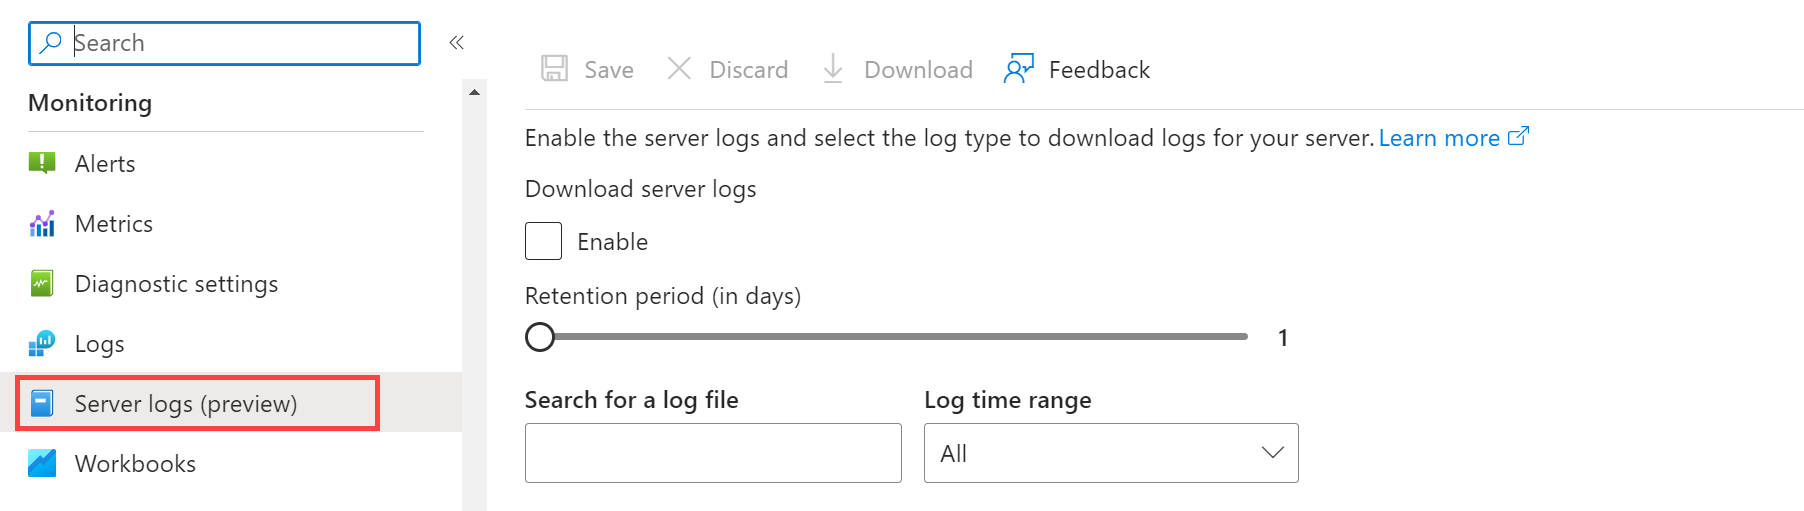 Search
Monitoring
Alerts
Metrics
Diagnostic settings
Logs
Server logs (preview)
Workbooks
Save Discard Download Feedback
Enable the server logs and select the log type to download logs for your server. Learn more
Download server logs
Enable
Retention period (in days)
1
Search for a log file Log time range
All